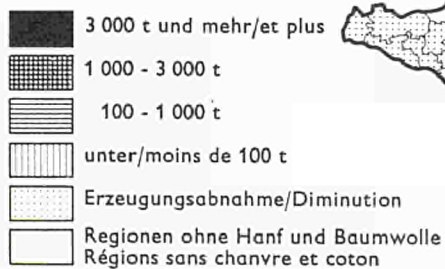 3 000 t und mehr/et plus
1 000 - 3 000 t
100 - 1 000 t
unter/moins de 100 t
Erzeugungsabnahme/Diminution
Regionen ohne Hanf und Baumwolle
Régions sans chanvre et coton